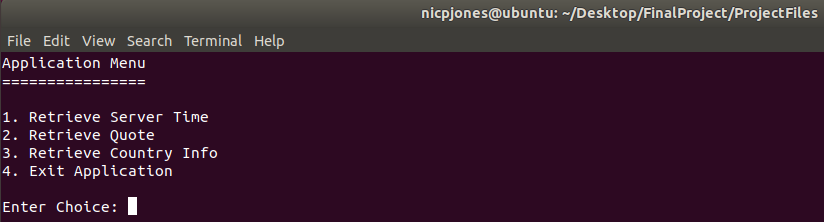 nicpjones@ubuntu: ~/Desktop/FinalProject/ProjectFiles
File Edit View Search Terminal Help
Application Menu
================
1. Retrieve Server Time
2. Retrieve Quote
3. Retrieve Country Info
4. Exit Application
Enter Choice: